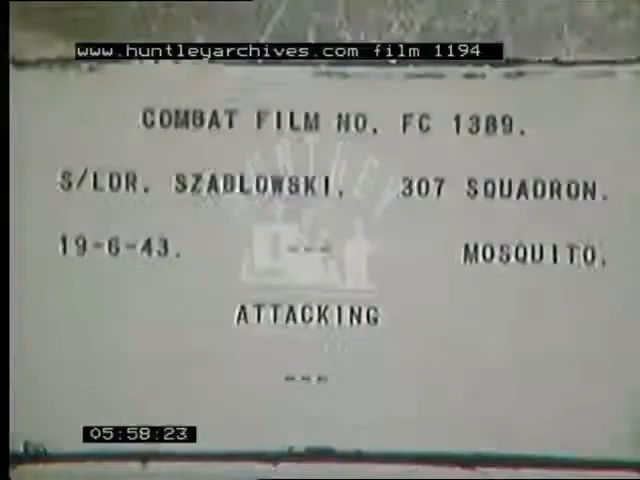 www.huntleyarchives.com film 1194
COMBAT FILM NO. FC 1389.
S/LDR. SZABLOWSKI. 307 SQUADRON.
19-6-43. --- MOSQUITO.
ATTACKING
---
05:58:23